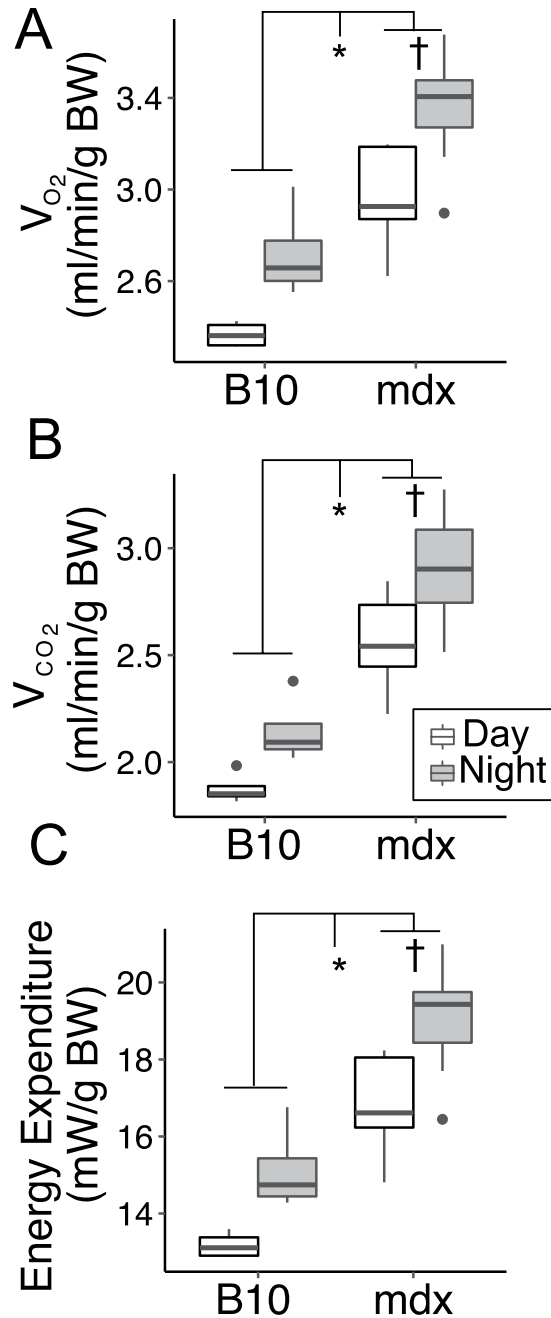 A
V O2
(ml/min/g BW)
3.4
3.0
2.6
*
†
B10 mdx
B
V CO2
(ml/min/g BW)
3.0
2.5
2.0
*
†
Day
Night
B10 mdx
C
Energy Expenditure
(mW/g BW)
20
18
16
14
*
†
B10 mdx